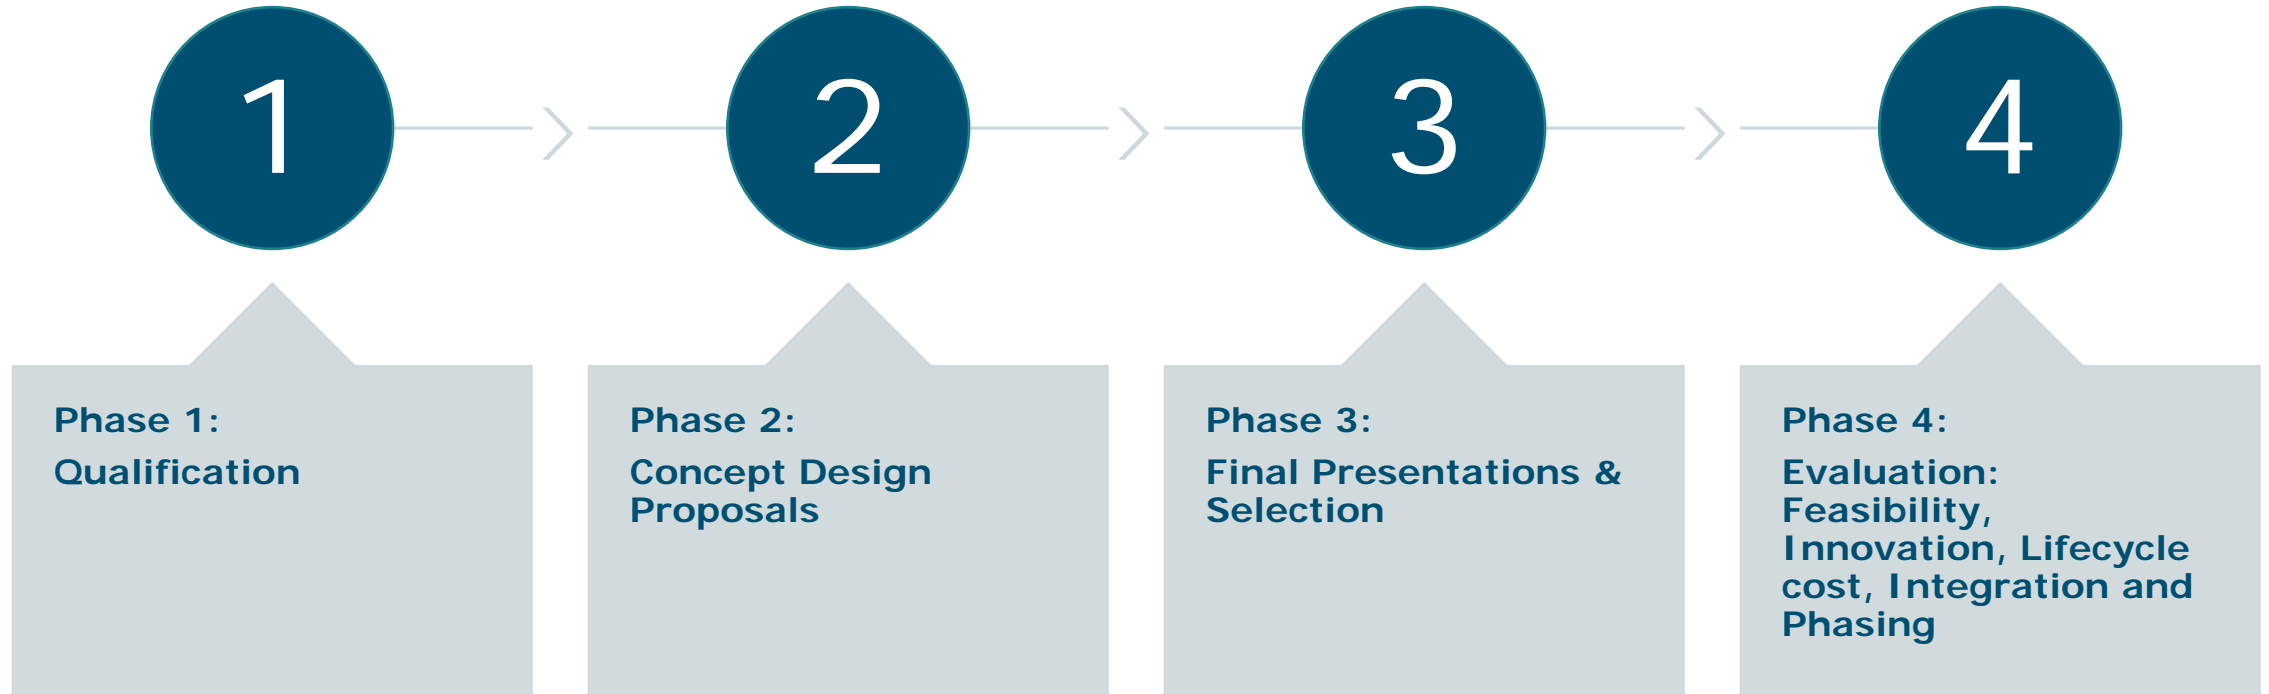 1
2
3
4
Phase 1:
Qualification
Phase 2:
Concept Design
Proposals
Phase 3:
Final Presentations &
Selection
Phase 4:
Evaluation:
Feasibility,
Innovation, Lifecycle
cost, Integration and
Phasing